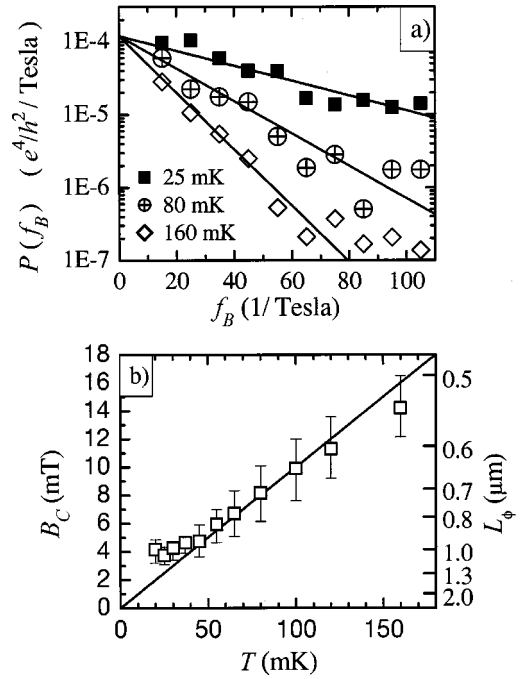 a)
1E-4
1E-5
1E-6
1E-7
P(f_B) (e^4/h^2/Tesla)
25 mK
80 mK
160 mK
0 20 40 60 80 100
f_B (1/Tesla)
b)
18
16
14
12
10
8
6
4
2
0
B_C (mT)
0.5
0.6
0.7
0.8
1.0
1.3
2.0
L_ϕ (μm)
0 50 100 150
T (mK)